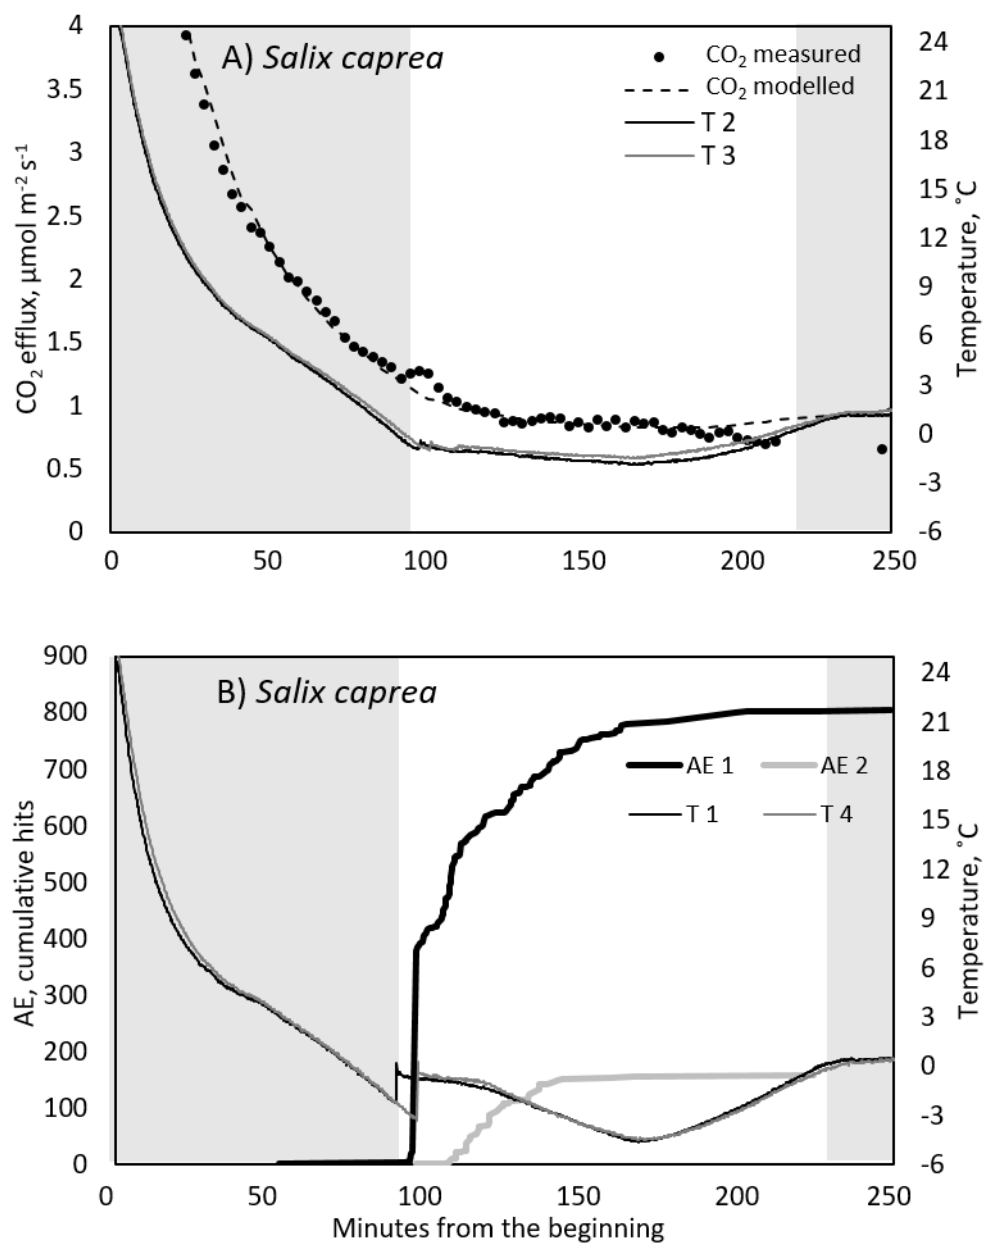 A) Salix caprea
CO₂ measured
CO₂ modelled
T 2
T 3
CO₂ efflux, µmol m⁻² s⁻¹
4
3.5
3
2.5
2
1.5
1
0.5
0
Temperature, ˚C
24
21
18
15
12
9
6
3
0
-3
-6
0 50 100 150 200 250
B) Salix caprea
AE 1 AE 2
T 1 T 4
AE, cumulative hits
900
800
700
600
500
400
300
200
100
0
Temperature, ˚C
24
21
18
15
12
9
6
3
0
-3
-6
0 50 100 150 200 250
Minutes from the beginning